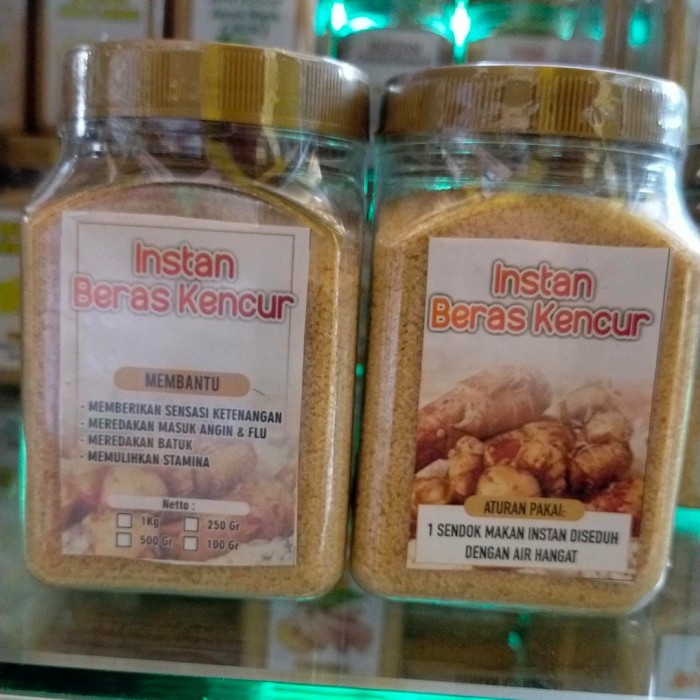 Instan
Beras Kencur
MEMBANTU
- MEMBERIKAN SENSASI KETENANGAN
- MEREDAKAN MASUK ANGIN & FLU
- MEREDAKAN BATUK
- MEMULIHKAN STAMINA
Netto :
1Kg
250 Gr
500 Gr
100 Gr
Instan
Beras Kencur
ATURAN PAKAI:
1 SENDOK MAKAN INSTAN DISEDUH
DENGAN AIR HANGAT